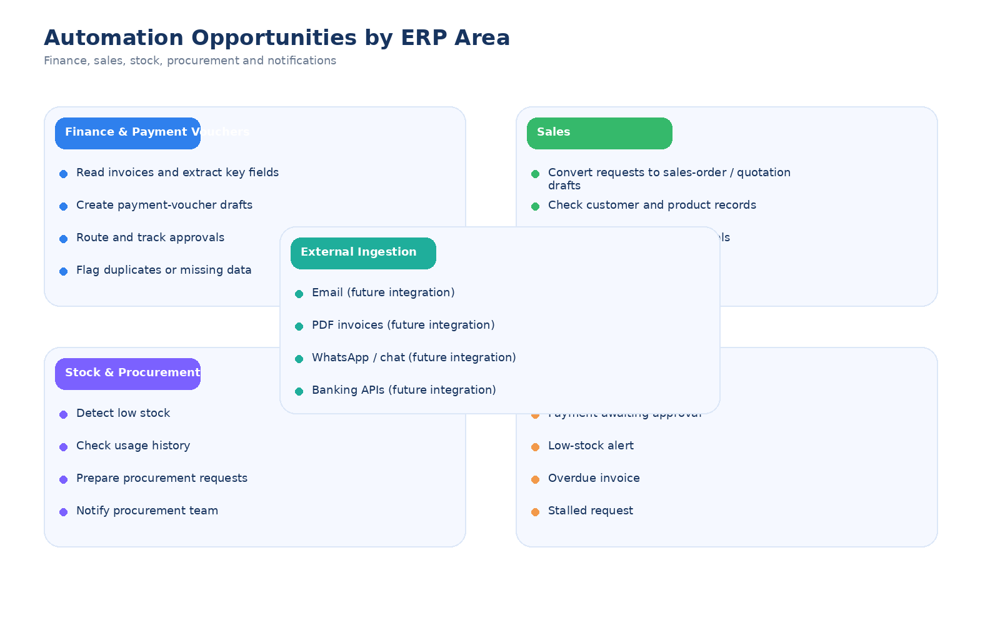 Automation Opportunities by ERP Area
Finance, sales, stock, procurement and notifications
Finance & Payment Vouchers
Read invoices and extract key fields
Create payment-voucher drafts
Route and track approvals
Flag duplicates or missing data
Sales
Convert requests to sales-order / quotation
drafts
Check customer and product records
External Ingestion
Email (future integration)
PDF invoices (future integration)
WhatsApp / chat (future integration)
Banking APIs (future integration)
Stock & Procurement
Detect low stock
Check usage history
Prepare procurement requests
Notify procurement team
Payment awaiting approval
Low-stock alert
Overdue invoice
Stalled request